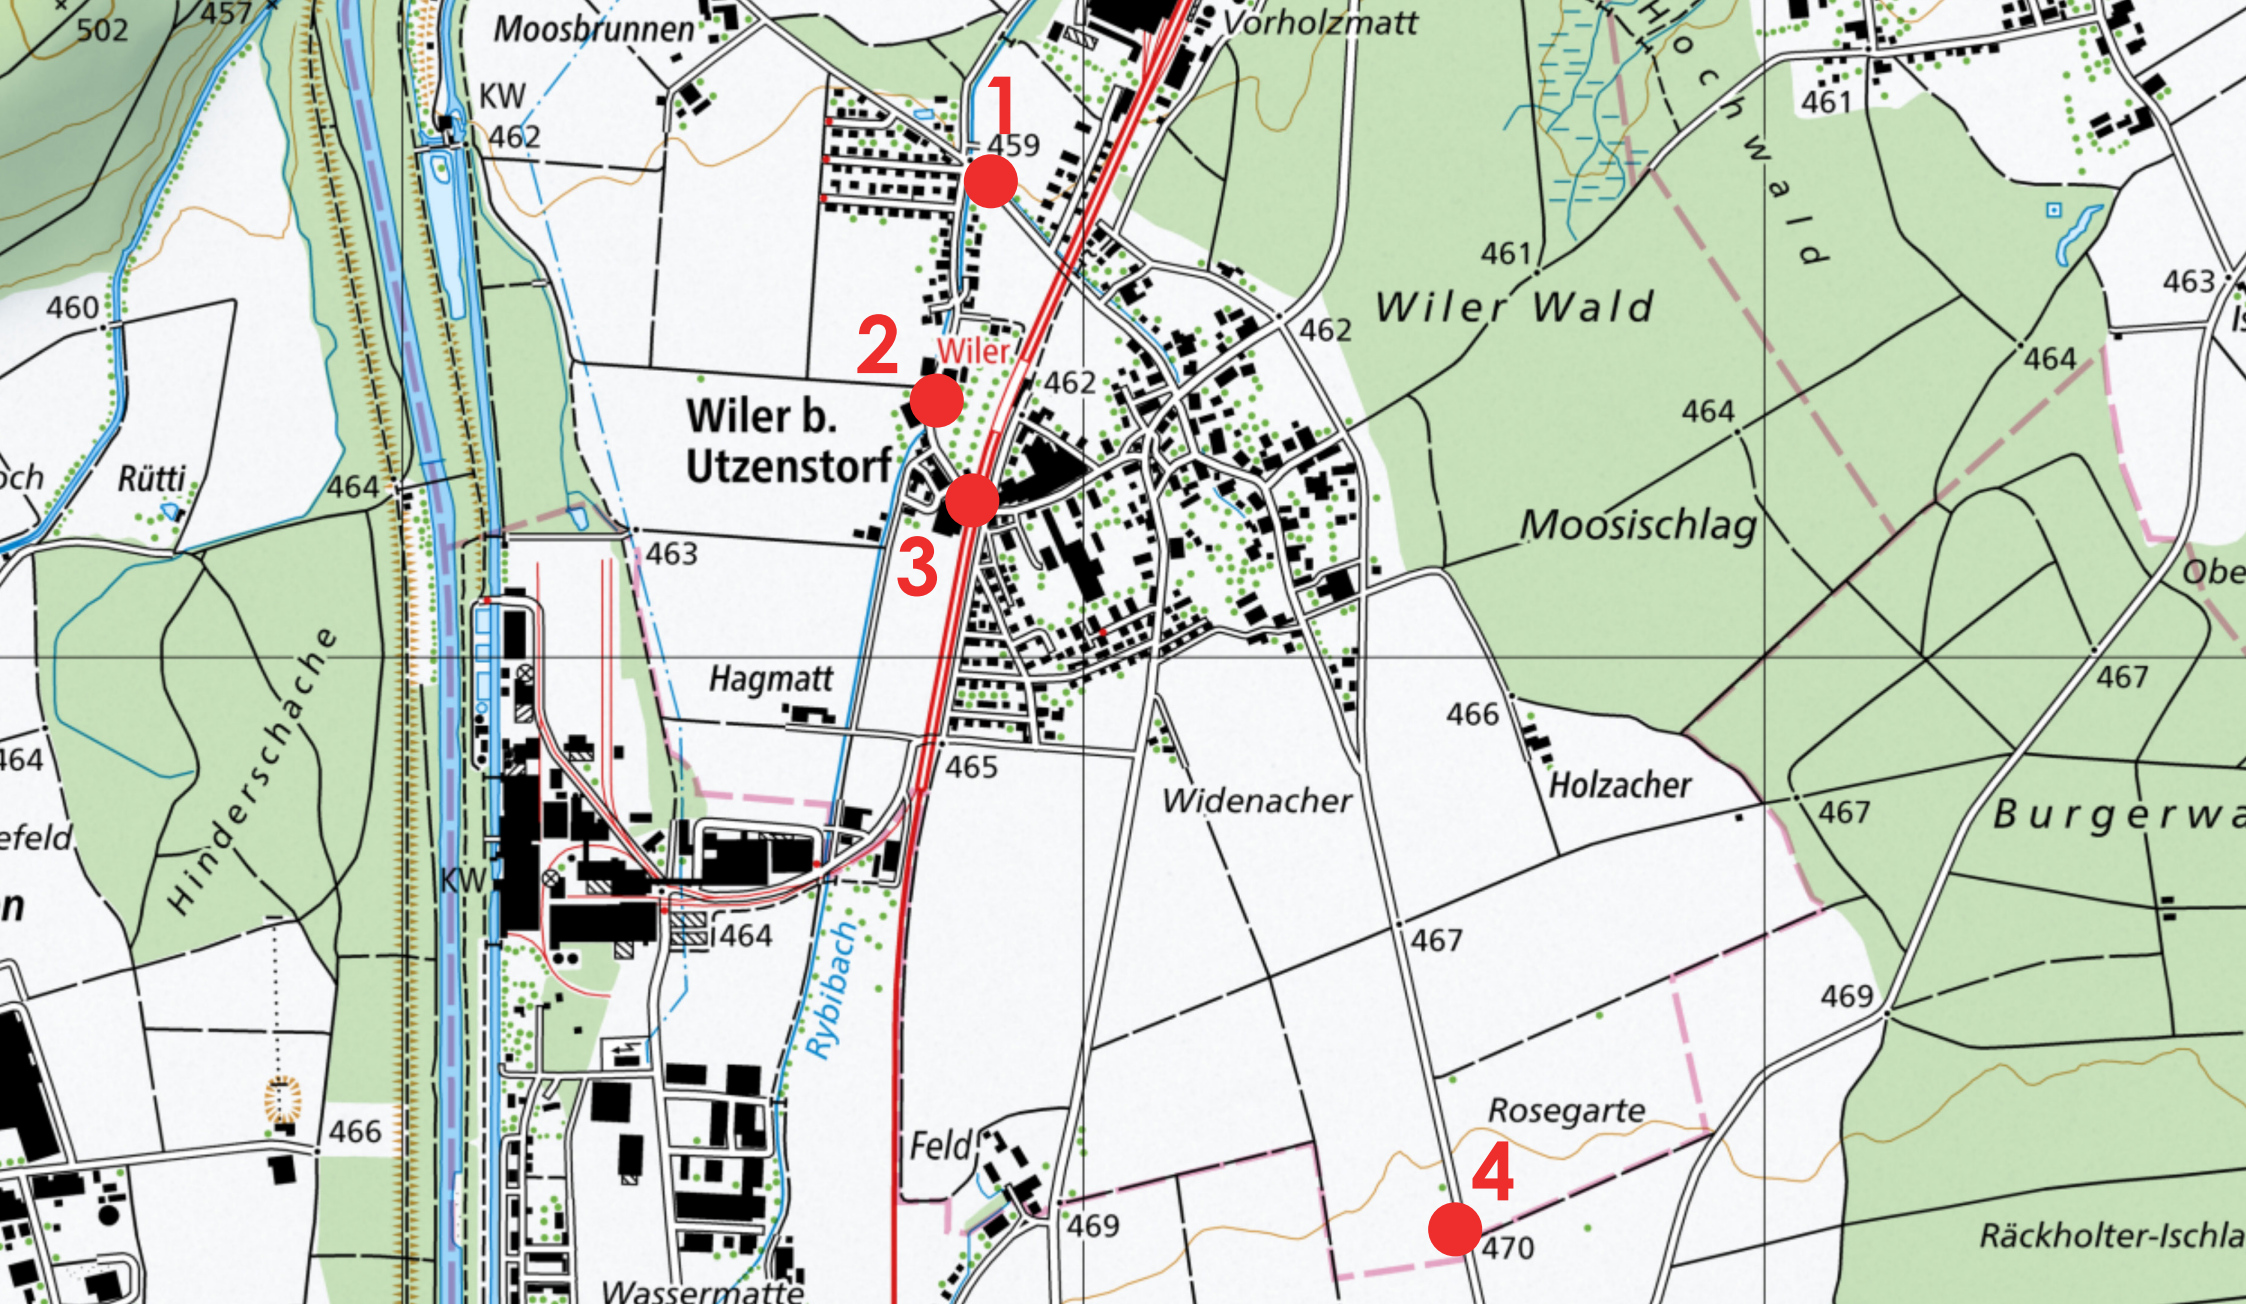 502
457
Moosbrunnen
Vorholzmatt
Hochwald
KW
462
1
459
461
460
461
463
Wiler Wald
462
2
Wiler
462
464
Wiler b.
Utzenstorf
464
och
Rütti
464
Moosischlag
3
463
Obe
Hinderschache
Hagmatt
467
466
464
465
Holzacher
Widenacher
467
Burgerwa
efeld
KW
n
464
467
Rybibach
469
Rosegarte
466
Feld
4
469
470
Räckholter-Ischla
Wassermatte